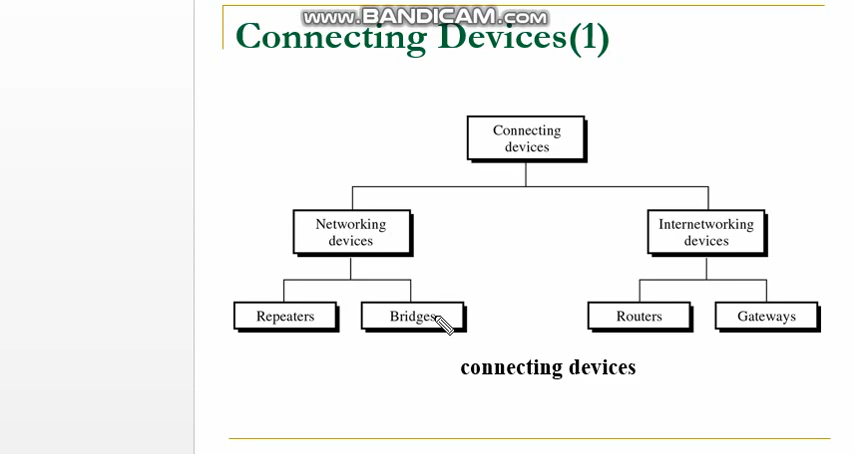 www.BANDICAM.com
Connecting Devices(1)
Connecting
devices
Networking
devices
Internetworking
devices
Repeaters
Bridges
Routers
Gateways
connecting devices